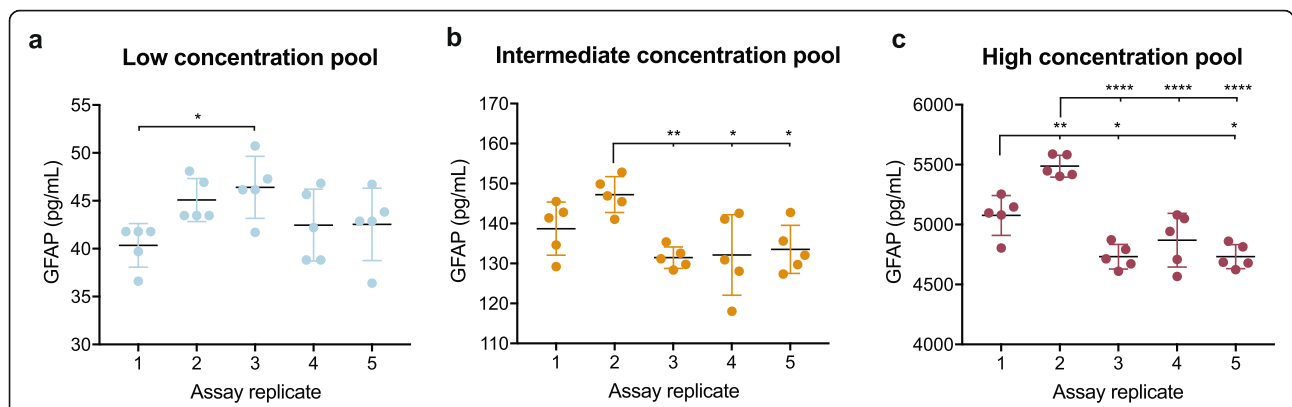 a
Low concentration pool
55
50
45
40
35
30
GFAP (pg/mL)
*
1 2 3 4 5
Assay replicate
b
Intermediate concentration pool
170
160
150
140
130
120
110
GFAP (pg/mL)
** * *
1 2 3 4 5
Assay replicate
c
High concentration pool
6000
5500
5000
4500
4000
GFAP (pg/mL)
**** **** ****
** * *
1 2 3 4 5
Assay replicate